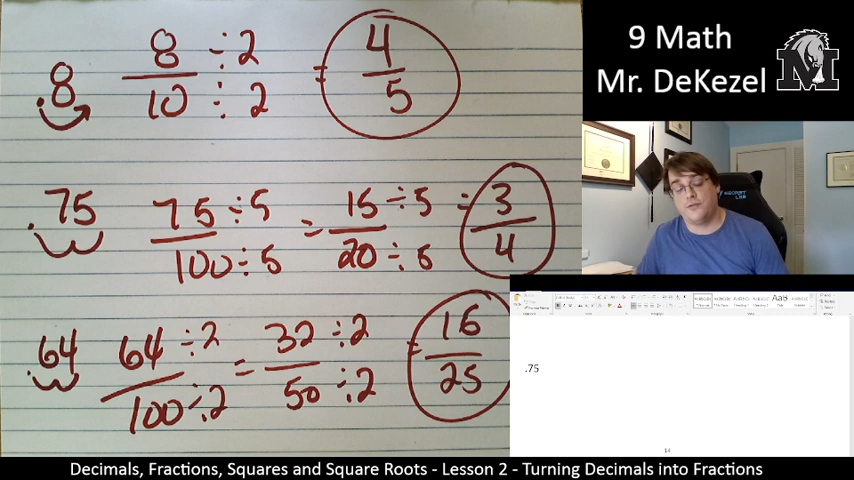 .8 8/10 ÷2 ÷2 = 4/5
.75 75/100 ÷5 ÷5 = 15/20 ÷5 ÷5 = 3/4
.64 64/100 ÷2 ÷2 = 32/50 ÷2 ÷2 = 16/25
9 Math
Mr. DeKezel
M
.75
Decimals, Fractions, Squares and Square Roots - Lesson 2 - Turning Decimals into Fractions